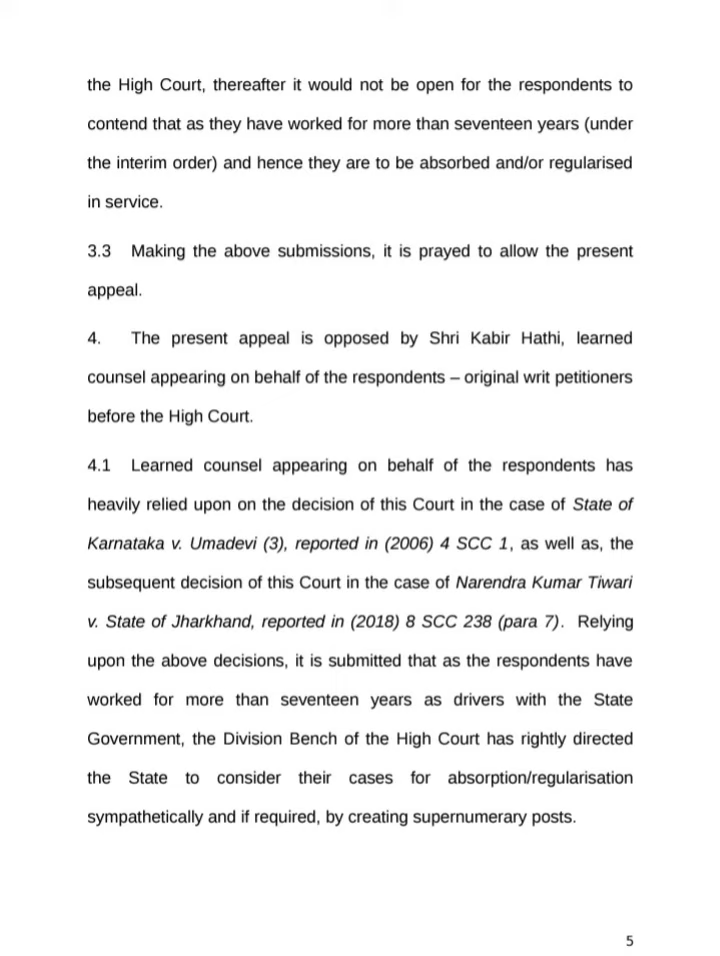 the High Court, thereafter it would not be open for the respondents to
contend that as they have worked for more than seventeen years (under
the interim order) and hence they are to be absorbed and/or regularised
in service.
3.3 Making the above submissions, it is prayed to allow the present
appeal.
4. The present appeal is opposed by Shri Kabir Hathi, learned
counsel appearing on behalf of the respondents – original writ petitioners
before the High Court.
4.1 Learned counsel appearing on behalf of the respondents has
heavily relied upon on the decision of this Court in the case of State of
Karnataka v. Umadevi (3), reported in (2006) 4 SCC 1, as well as, the
subsequent decision of this Court in the case of Narendra Kumar Tiwari
v. State of Jharkhand, reported in (2018) 8 SCC 238 (para 7). Relying
upon the above decisions, it is submitted that as the respondents have
worked for more than seventeen years as drivers with the State
Government, the Division Bench of the High Court has rightly directed
the State to consider their cases for absorption/regularisation
sympathetically and if required, by creating supernumerary posts.
5